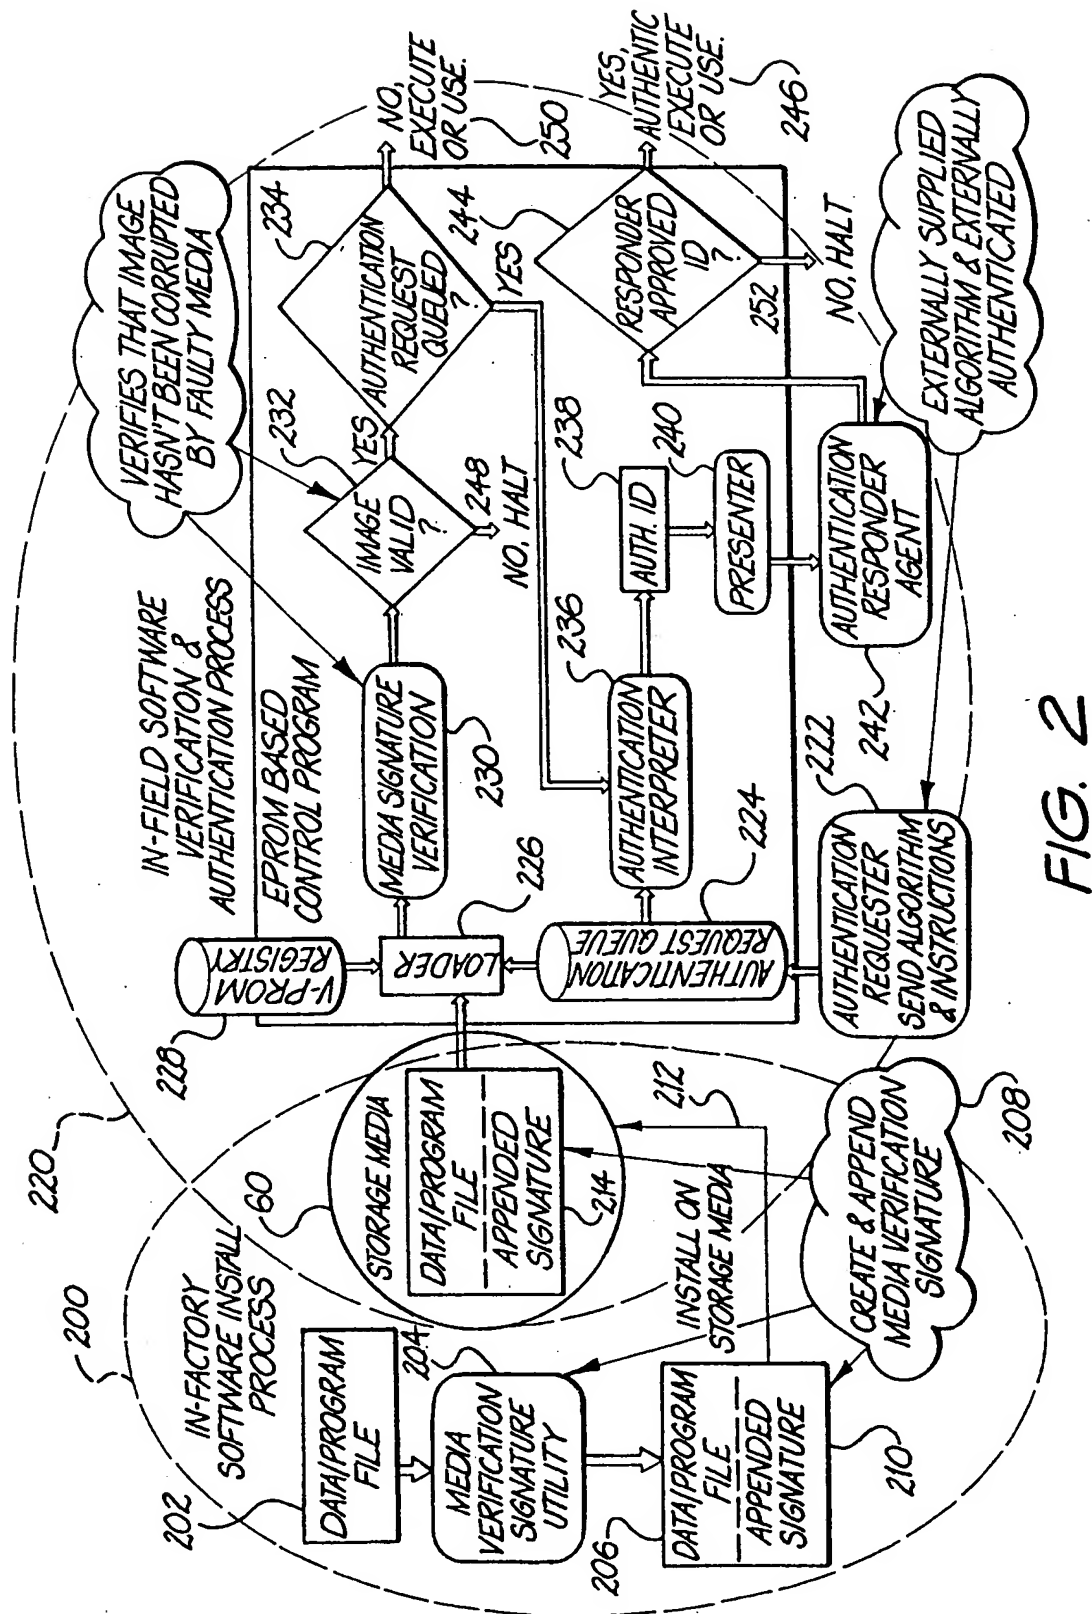 200
IN-FACTORY
SOFTWARE INSTALL
PROCESS
202
DATA/PROGRAM
FILE
204
MEDIA
VERIFICATION
SIGNATURE
UTILITY
206
DATA/PROGRAM
FILE
APPENDED
SIGNATURE
210
INSTALL ON
STORAGE MEDIA
212
CREATE & APPEND
MEDIA VERIFICATION
SIGNATURE
208
60
STORAGE MEDIA
DATA/PROGRAM
FILE
APPENDED
SIGNATURE
214
220
IN-FIELD SOFTWARE
VERIFICATION &
AUTHENTICATION PROCESS
EPROM BASED
CONTROL PROGRAM
228
V-PROM
REGISTRY
LOADER
226
AUTHENTICATION
REQUEST QUEUE
224
AUTHENTICATION
REQUESTER
SEND ALGORITHM
& INSTRUCTIONS
222
VERIFIES THAT IMAGE
HASN'T BEEN CORRUPTED
BY FAULTY MEDIA
MEDIA SIGNATURE
VERIFICATION
230
232
IMAGE
VALID
?
YES
248
NO, HALT
234
AUTHENTICATION
REQUEST
QUEUED
?
YES
NO,
EXECUTE
OR USE.
250
AUTHENTICATION
INTERPRETER
236
AUTH. ID
238
PRESENTER
240
AUTHENTICATION
RESPONDER
AGENT
242
244
RESPONDER
APPROVED
ID
?
YES,
AUTHENTIC
EXECUTE
OR USE.
246
252
NO, HALT
EXTERNALLY SUPPLIED
ALGORITHM & EXTERNALLY
AUTHENTICATED
FIG. 2